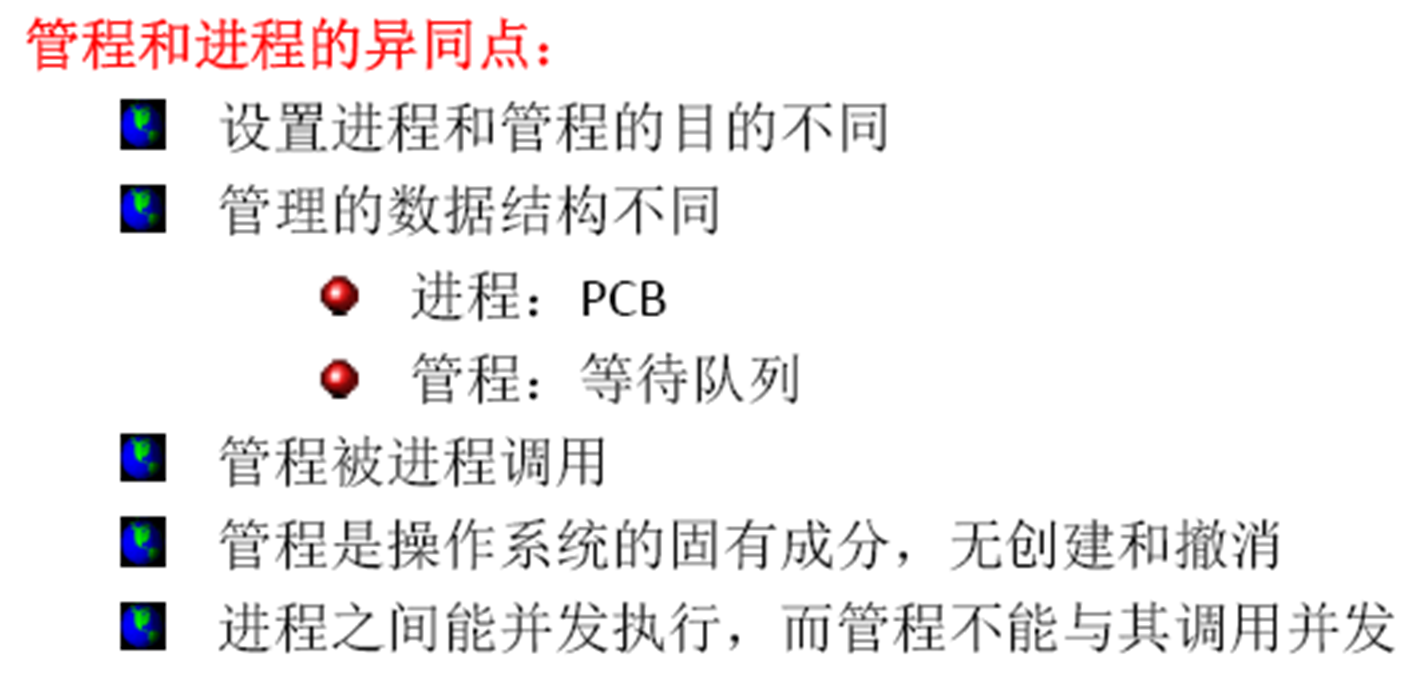 管程和进程的异同点：
设置进程和管程的目的不同
管理的数据结构不同
进程：PCB
管程：等待队列
管程被进程调用
管程是操作系统的固有成分，无创建和撤消
进程之间能并发执行，而管程不能与其调用并发